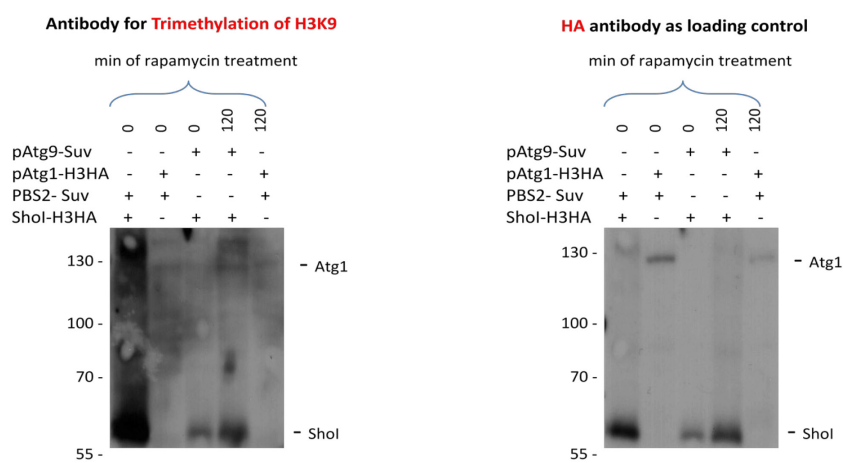 Antibody for Trimethylation of H3K9
min of rapamycin treatment
0 0 0 120 120
pAtg9-Suv - - + + -
pAtg1-H3HA - + - - +
PBS2- Suv + + - - +
ShoI-H3HA + - + + -
130 -
- Atg1
100 -
70 -
- ShoI
55 -
HA antibody as loading control
min of rapamycin treatment
0 0 0 120 120
pAtg9-Suv - - + + -
pAtg1-H3HA - + - - +
PBS2- Suv + + - - +
ShoI-H3HA + - + + -
130 -
- Atg1
100 -
70 -
- ShoI
55 -